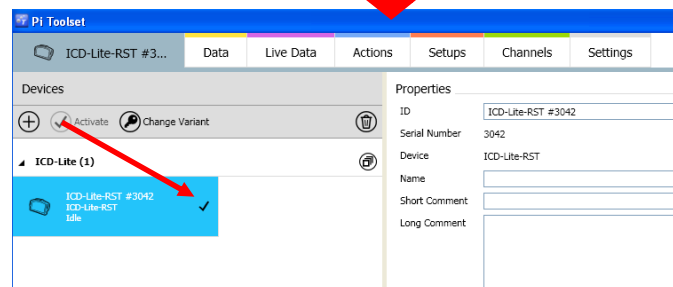 Pi Toolset
ICD-Lite-RST #3... Data Live Data Actions Setups Channels Settings
Devices
Activate Change Variant
ICD-Lite (1)
ICD-Lite-RST #3042
ICD-Lite-RST
Idle
Properties
ID ICD-Lite-RST #3042
Serial Number 3042
Device ICD-Lite-RST
Name
Short Comment
Long Comment